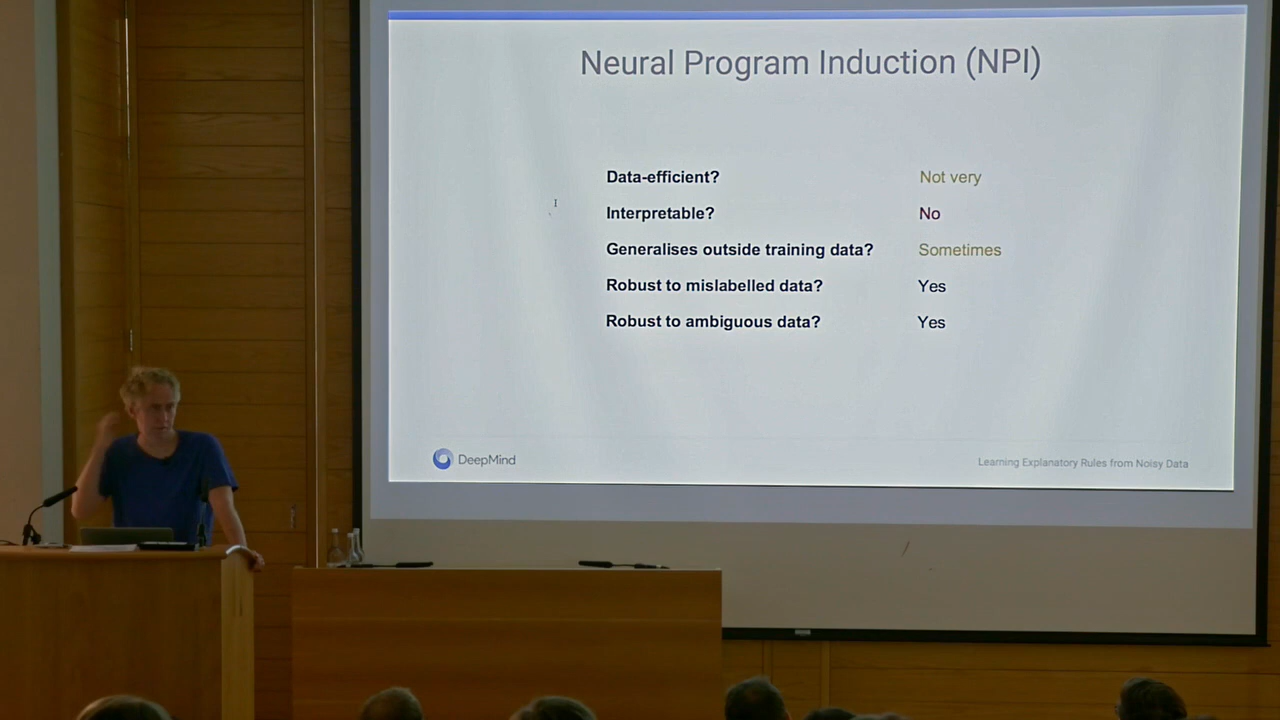 Neural Program Induction (NPI)
Data-efficient? Not very
Interpretable? No
Generalises outside training data? Sometimes
Robust to mislabelled data? Yes
Robust to ambiguous data? Yes
DeepMind Learning Explanatory Rules from Noisy Data